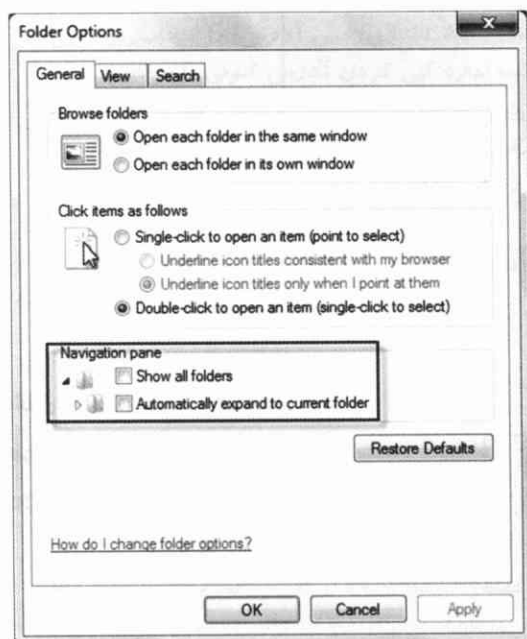 Folder Options
General View Search
Browse folders
Open each folder in the same window
Open each folder in its own window
Click items as follows
Single-click to open an item (point to select)
Underline icon titles consistent with my browser
Underline icon titles only when I point at them
Double-click to open an item (single-click to select)
Navigation pane
Show all folders
Automatically expand to current folder
Restore Defaults
How do I change folder options?
OK Cancel Apply